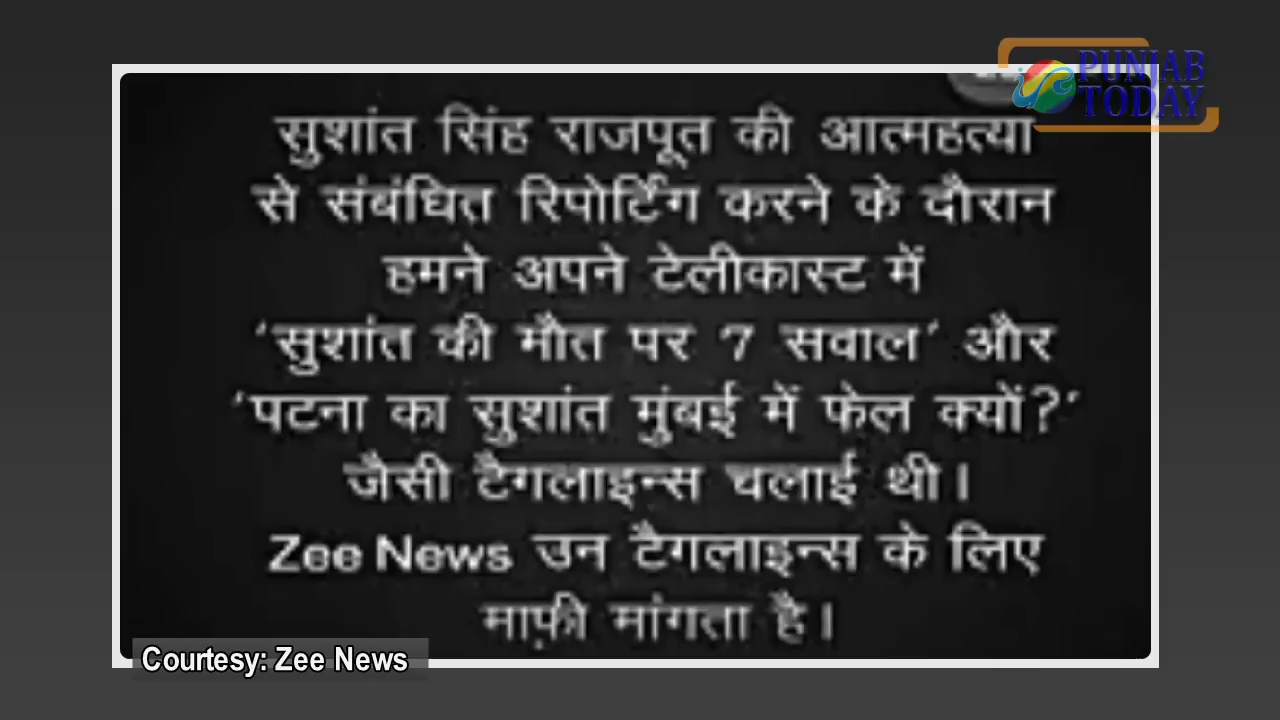 PUNJAB
TODAY
सुशांत सिंह राजपूत की आत्महत्या
से संबंधित रिपोर्टिंग करने के दौरान
हमने अपने टेलीकास्ट में
‘सुशांत की मौत पर 7 सवाल’ और
‘पटना का सुशांत मुंबई में फेल क्यों?’
जैसी टैगलाइन्स चलाई थी।
Zee News उन टैगलाइन्स के लिए
माफ़ी मांगता है।
Courtesy: Zee News